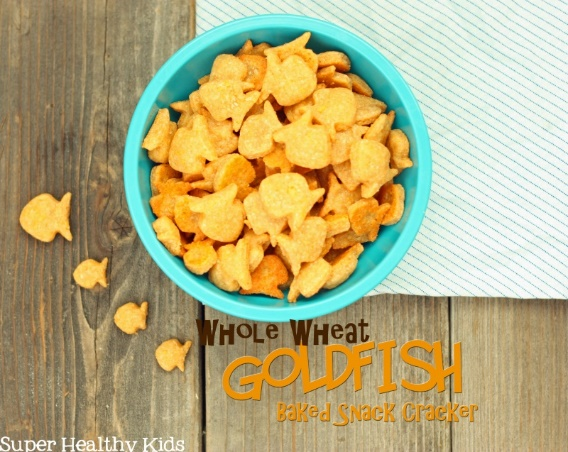 Whole Wheat
GOLDFISH
Baked Snack Cracker
Super Healthy Kids